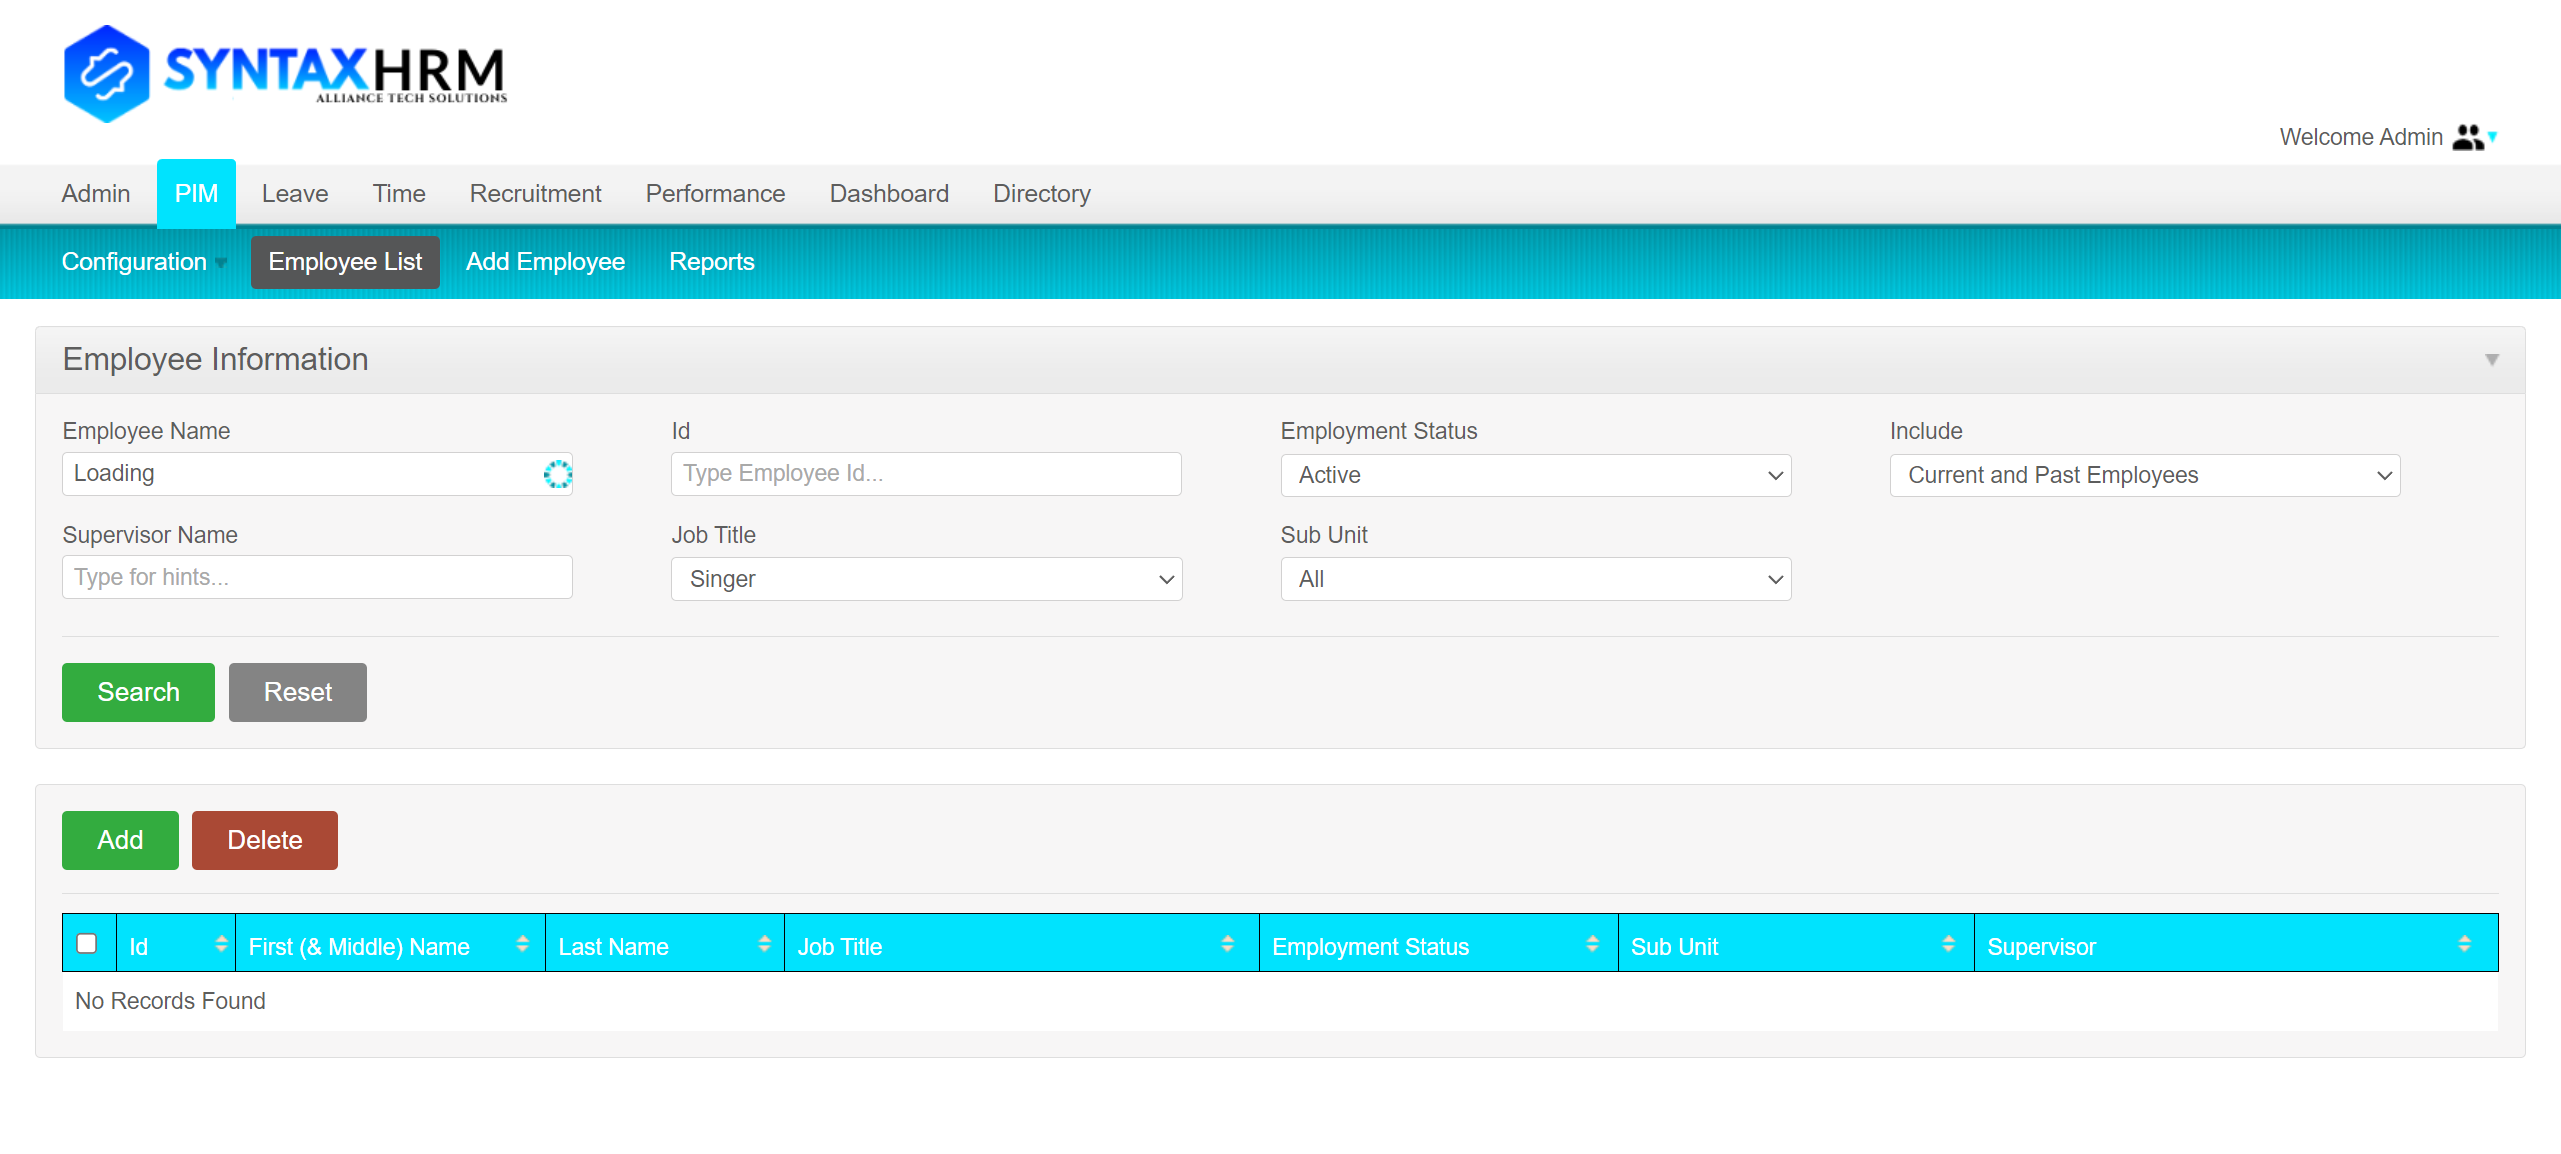 SYNTAXHRM
ALLIANCE TECH SOLUTIONS
Welcome Admin
Admin PIM Leave Time Recruitment Performance Dashboard Directory
Configuration Employee List Add Employee Reports
Employee Information
Employee Name Id Employment Status Include
Loading Type Employee Id... Active Current and Past Employees
Supervisor Name Job Title Sub Unit
Type for hints... Singer All
Search Reset
Add Delete
Id First (& Middle) Name Last Name Job Title Employment Status Sub Unit Supervisor
No Records Found